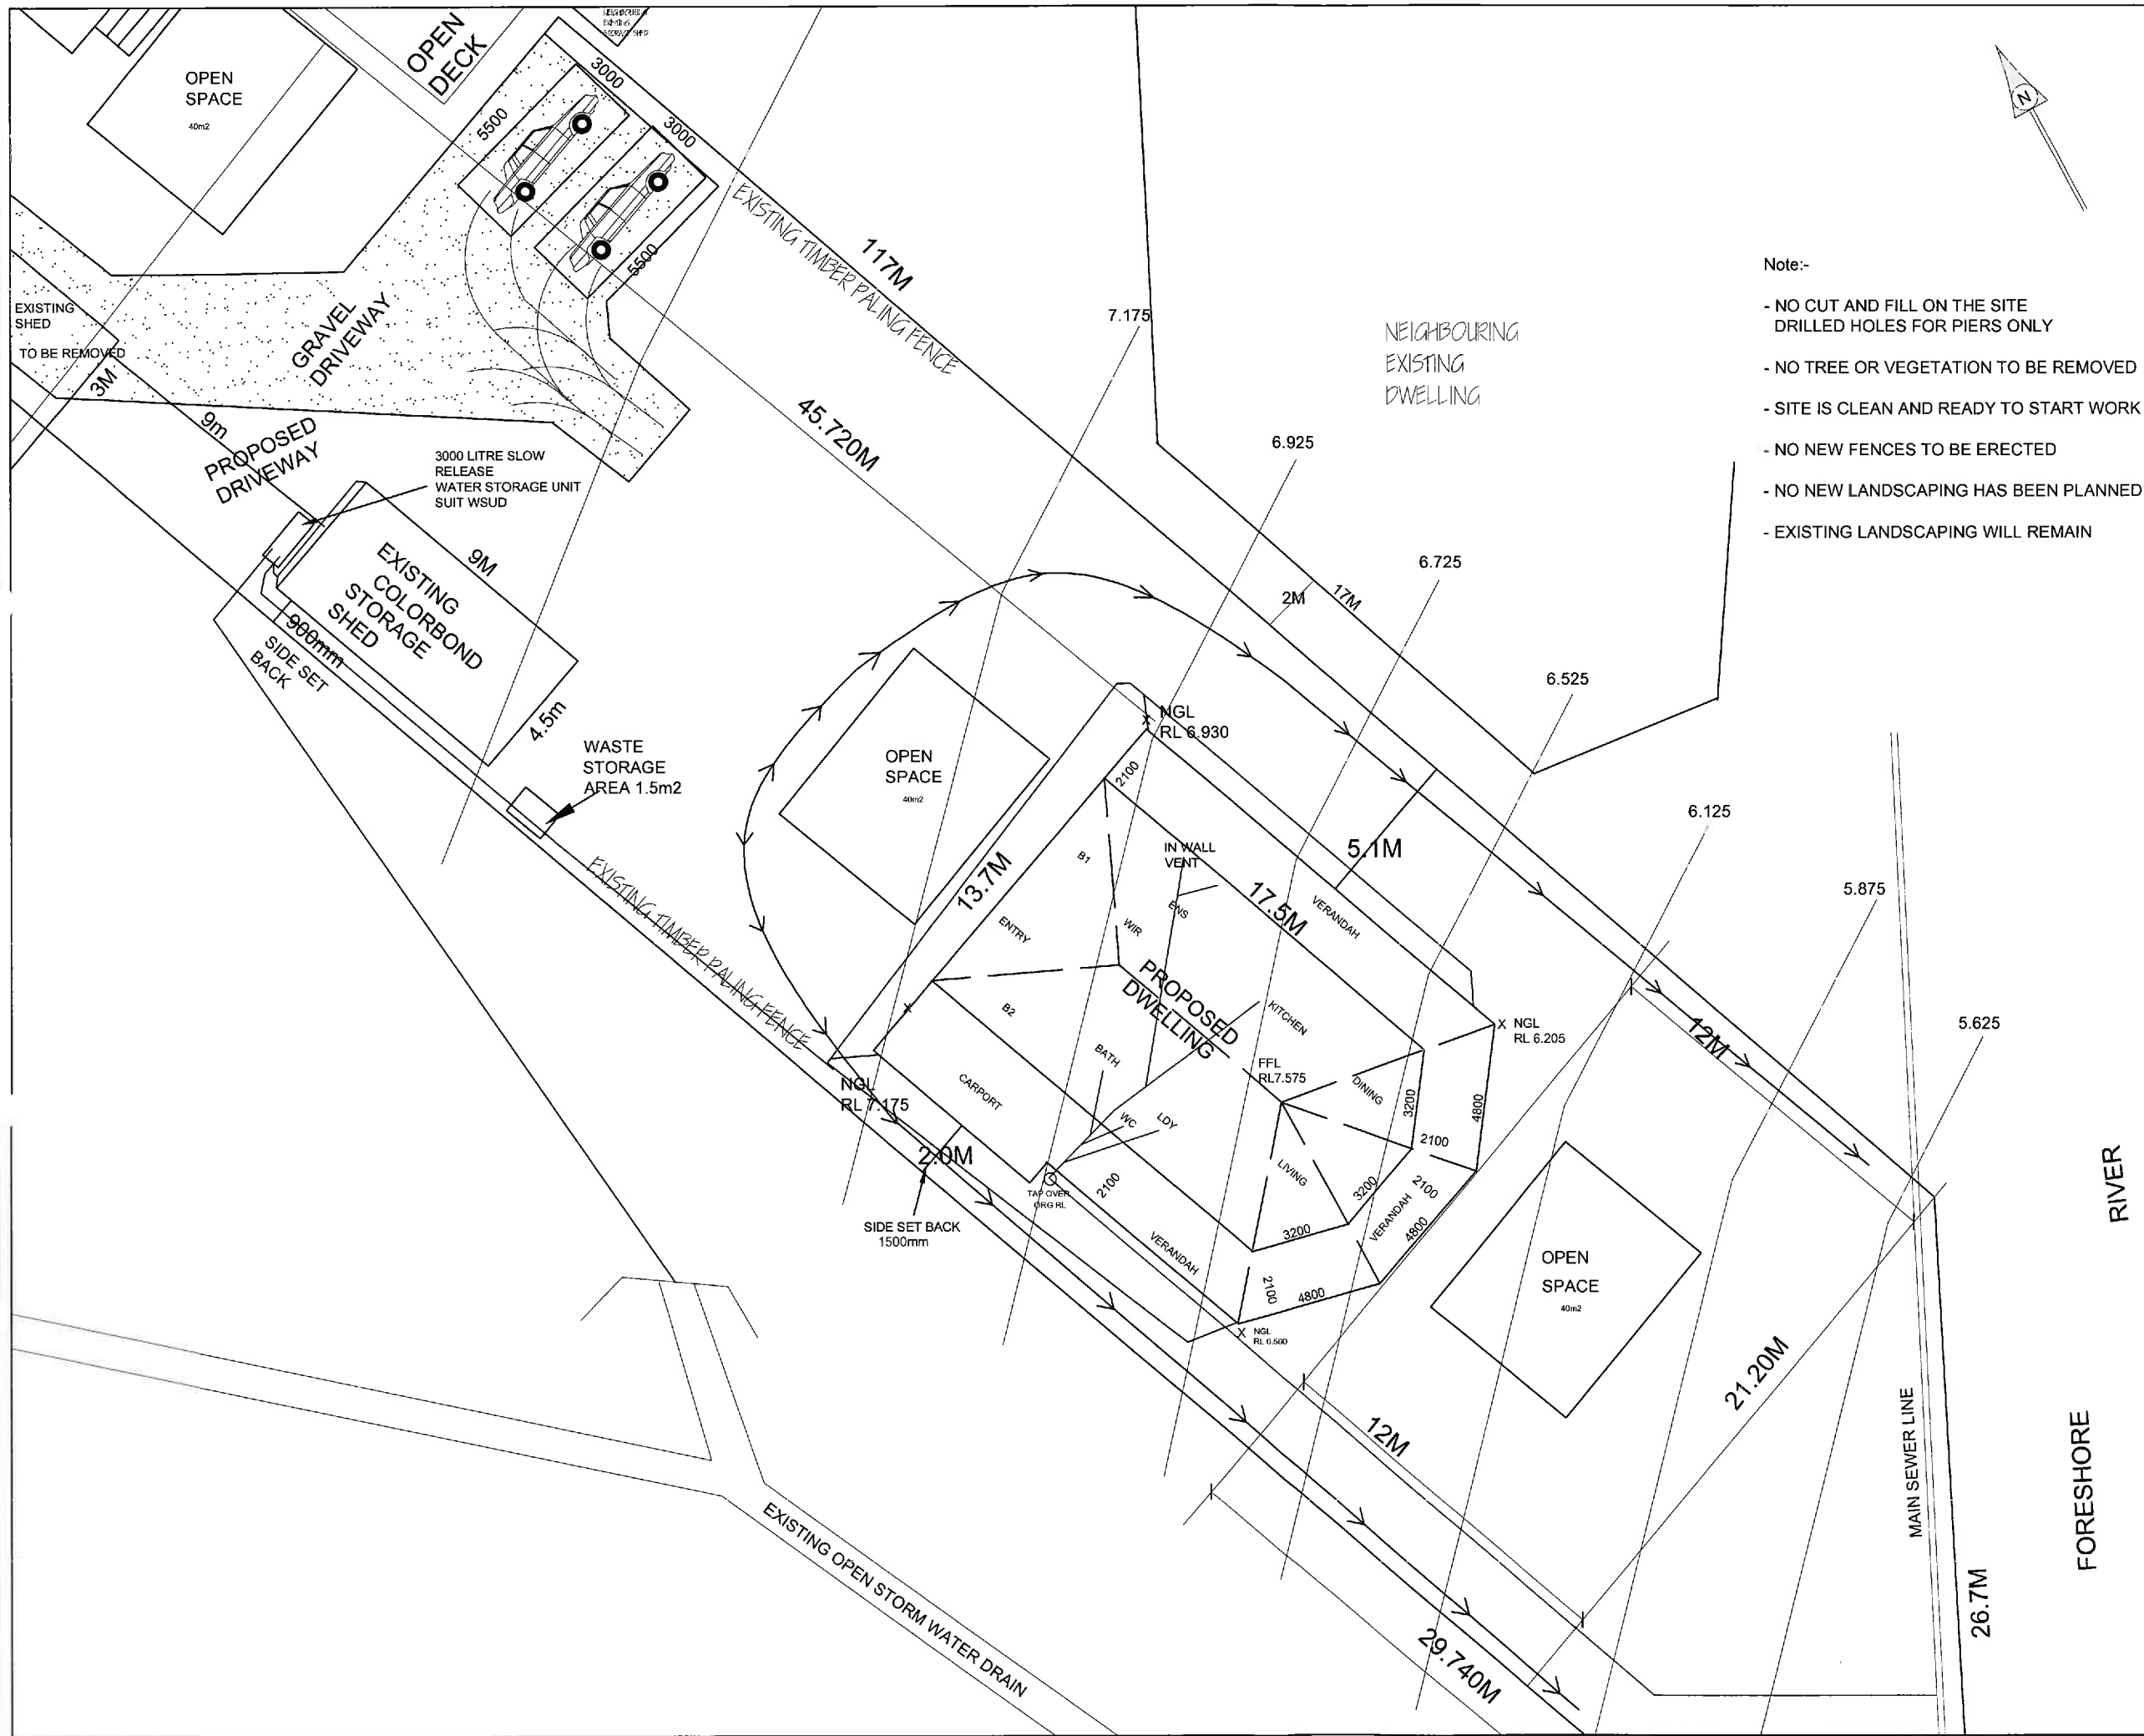 OPEN
SPACE
40m2
OPEN
DECK
NEIGHBOURING
EXISTING
STORAGE SHED
3000
3000
5500
5500
N
EXISTING TIMBER PALING FENCE
117M
45.720M
EXISTING
SHED
TO BE REMOVED
3M
GRAVEL
DRIVEWAY
9m
PROPOSED
DRIVEWAY
3000 LITRE SLOW
RELEASE
WATER STORAGE UNIT
SUIT WSUD
EXISTING
COLORBOND
STORAGE
SHED
9M
4.5m
900mm
SIDE SET
BACK
WASTE
STORAGE
AREA 1.5m2
EXISTING TIMBER PALING FENCE
NEIGHBOURING
EXISTING
DWELLING
Note:-
- NO CUT AND FILL ON THE SITE
DRILLED HOLES FOR PIERS ONLY
- NO TREE OR VEGETATION TO BE REMOVED
- SITE IS CLEAN AND READY TO START WORK
- NO NEW FENCES TO BE ERECTED
- NO NEW LANDSCAPING HAS BEEN PLANNED
- EXISTING LANDSCAPING WILL REMAIN
7.175
6.925
6.725
6.525
6.125
5.875
5.625
2M
17M
OPEN
SPACE
40m2
NGL
RL 6.930
2100
13.7M
5.1M
B1
IN WALL
VENT
ENS
WIR
ENTRY
17.5M
VERANDAH
PROPOSED
DWELLING
KITCHEN
B2
BATH
FFL
RL7.575
DINING
3200
4800
2100
NGL
RL 6.205
NGL
RL 7.175
CARPORT
WC
LDY
LIVING
2.0M
SIDE SET BACK
1500mm
TAP OVER
ORG RL
2100
VERANDAH
3200
3200
2100
VERANDAH
4800
2100
4800
NGL
RL 6.560
12M
12M
OPEN
SPACE
40m2
21.20M
29.740M
MAIN SEWER LINE
26.7M
RIVER
FORESHORE
EXISTING OPEN STORM WATER DRAIN